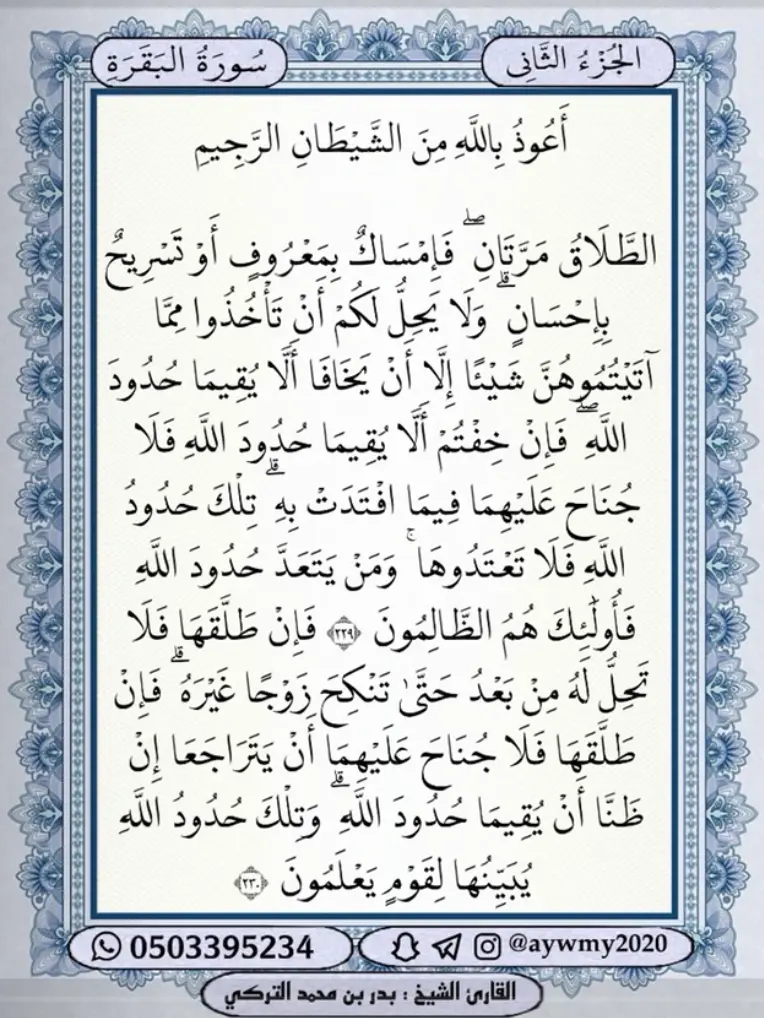 الجُزْءُ الثَّانِى
سُورَةُ البَقَرَةِ
أَعُوذُ بِاللَّهِ مِنَ الشَّيْطَانِ الرَّجِيمِ
الطَّلَاقُ مَرَّتَانِ ۖ فَإِمْسَاكٌ بِمَعْرُوفٍ أَوْ تَسْرِيحٌ
بِإِحْسَانٍ ۗ وَلَا يَحِلُّ لَكُمْ أَنْ تَأْخُذُوا مِمَّا
آتَيْتُمُوهُنَّ شَيْئًا إِلَّا أَنْ يَخَافَا أَلَّا يُقِيمَا حُدُودَ
اللَّهِ ۖ فَإِنْ خِفْتُمْ أَلَّا يُقِيمَا حُدُودَ اللَّهِ فَلَا
جُنَاحَ عَلَيْهِمَا فِيمَا افْتَدَتْ بِهِ ۗ تِلْكَ حُدُودُ
اللَّهِ فَلَا تَعْتَدُوهَا ۚ وَمَنْ يَتَعَدَّ حُدُودَ اللَّهِ
فَأُولَٰئِكَ هُمُ الظَّالِمُونَ ﴿٢٢٩﴾ فَإِنْ طَلَّقَهَا فَلَا
تَحِلُّ لَهُ مِنْ بَعْدُ حَتَّىٰ تَنْكِحَ زَوْجًا غَيْرَهُ ۗ فَإِنْ
طَلَّقَهَا فَلَا جُنَاحَ عَلَيْهِمَا أَنْ يَتَرَاجَعَا إِنْ
ظَنَّا أَنْ يُقِيمَا حُدُودَ اللَّهِ ۗ وَتِلْكَ حُدُودُ اللَّهِ
يُبَيِّنُهَا لِقَوْمٍ يَعْلَمُونَ ﴿٢٣٠﴾
0503395234
@aywmy2020
القارئ الشيخ : بدر بن محمد التركي